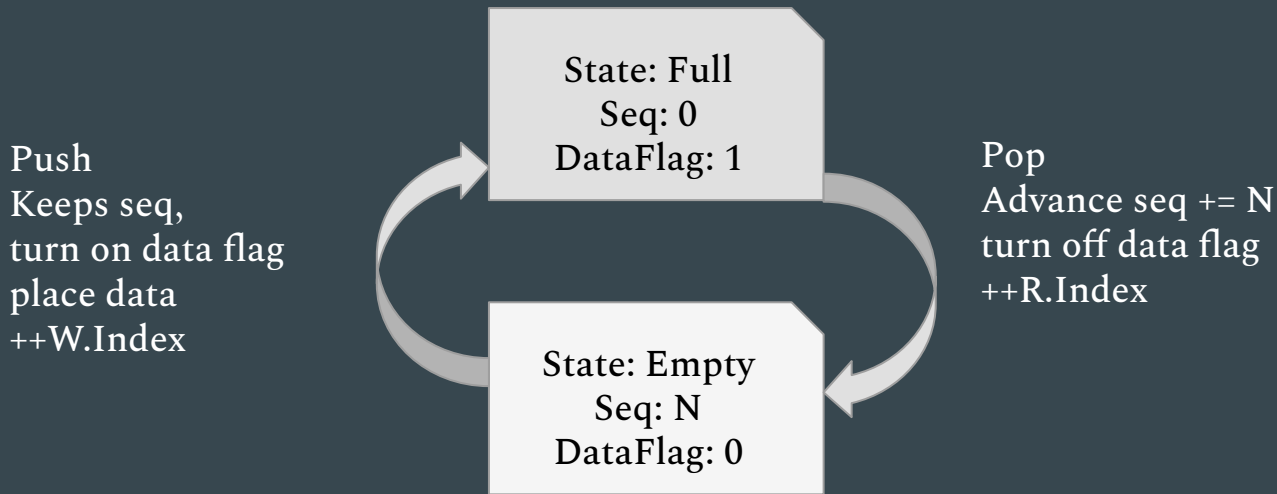 State: Full
Seq: 0
DataFlag: 1
Push
Keeps seq,
turn on data flag
place data
++W.Index
Pop
Advance seq += N
turn off data flag
++R.Index
State: Empty
Seq: N
DataFlag: 0